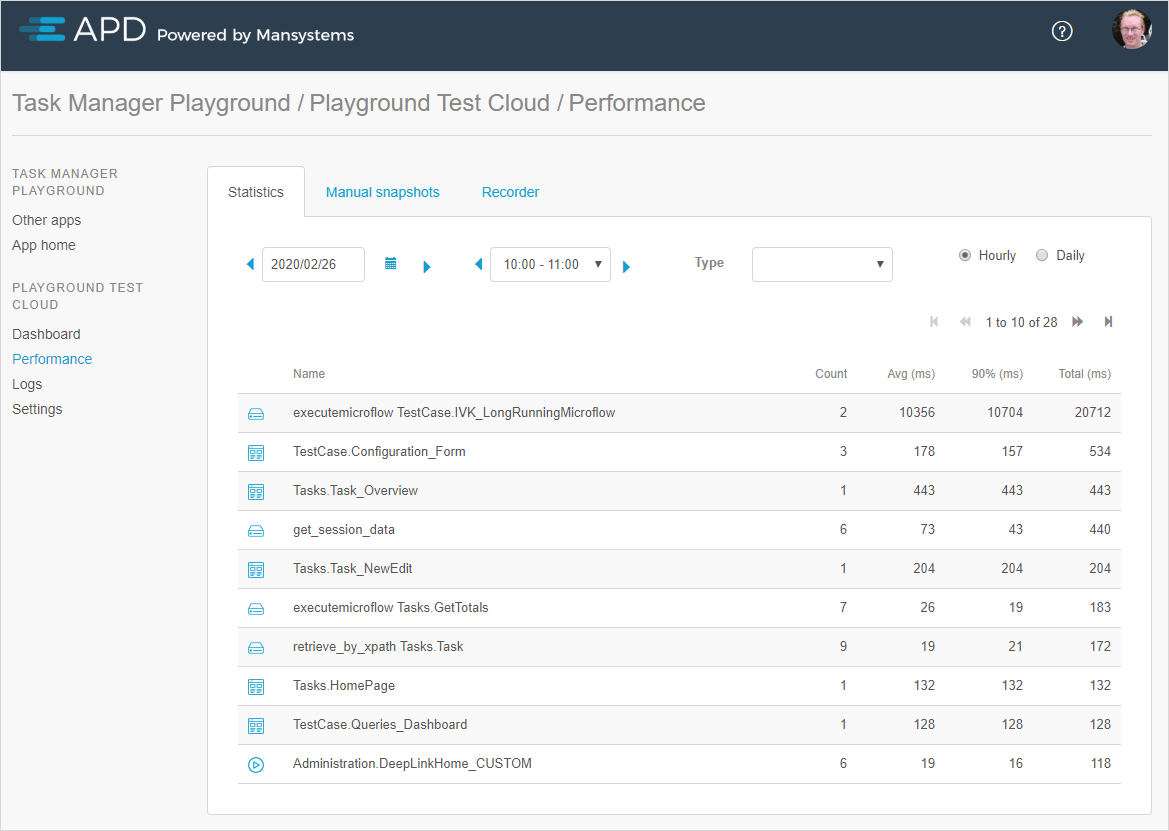 APD Powered by Mansystems
?
Task Manager Playground / Playground Test Cloud / Performance
TASK MANAGER
PLAYGROUND
Other apps
App home
PLAYGROUND TEST
CLOUD
Dashboard
Performance
Logs
Settings
Statistics Manual snapshots Recorder
2020/02/26 10:00 - 11:00 Type Hourly Daily
1 to 10 of 28
Name Count Avg (ms) 90% (ms) Total (ms)
executemicroflow TestCase.IVK_LongRunningMicroflow 2 10356 10704 20712
TestCase.Configuration_Form 3 178 157 534
Tasks.Task_Overview 1 443 443 443
get_session_data 6 73 43 440
Tasks.Task_NewEdit 1 204 204 204
executemicroflow Tasks.GetTotals 7 26 19 183
retrieve_by_xpath Tasks.Task 9 19 21 172
Tasks.HomePage 1 132 132 132
TestCase.Queries_Dashboard 1 128 128 128
Administration.DeepLinkHome_CUSTOM 6 19 16 118